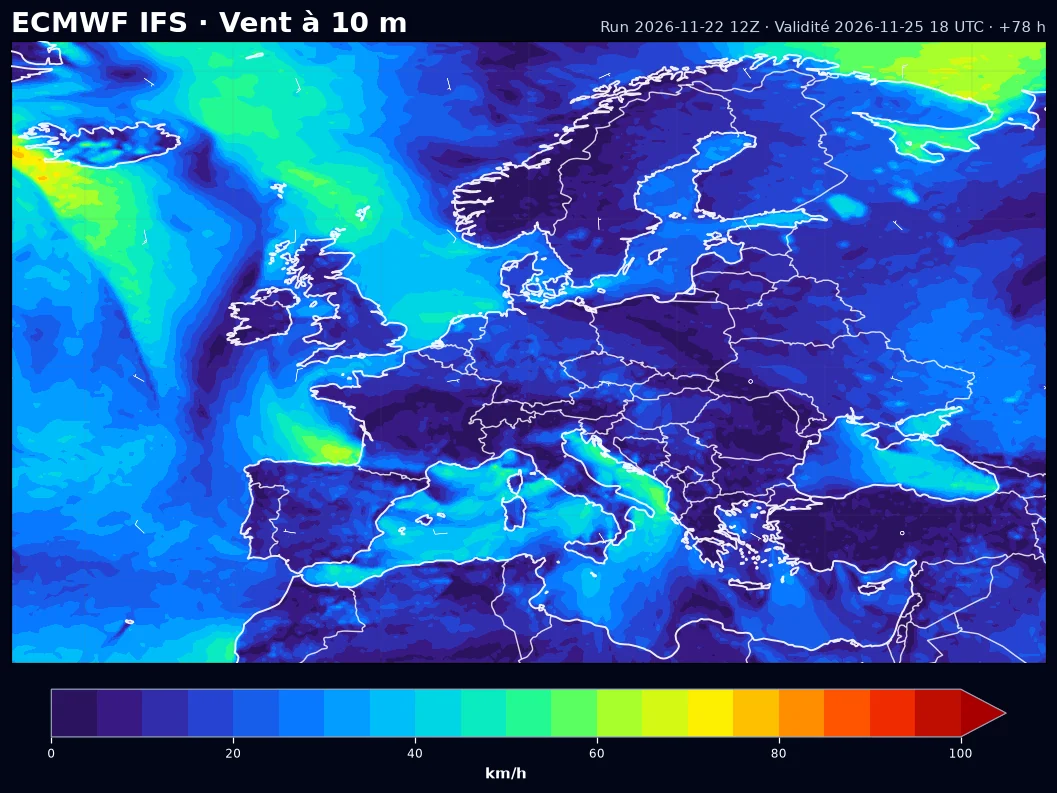 ECMWF IFS · Vent à 10 m
Run 2026-11-22 12Z · Validité 2026-11-25 18 UTC · +78 h
0 20 40 60 80 100
km/h